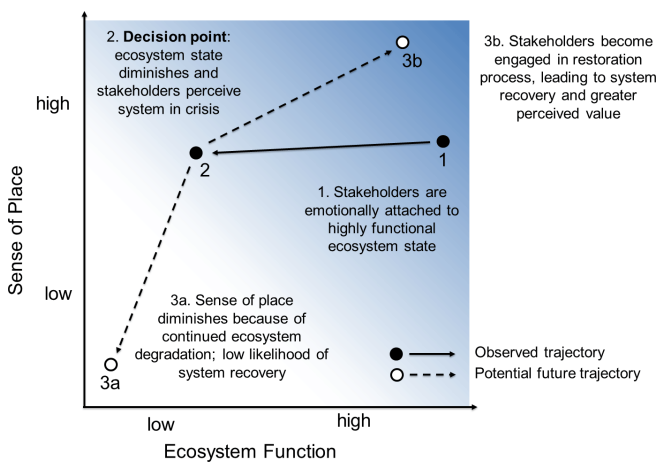 2. Decision point:
ecosystem state
diminishes and
stakeholders perceive
system in crisis
3b
3b. Stakeholders become
engaged in restoration
process, leading to system
recovery and greater
perceived value
high
2
1
1. Stakeholders are
emotionally attached to
highly functional
ecosystem state
Sense of Place
low
3a. Sense of place
diminishes because of
continued ecosystem
degradation; low likelihood of
system recovery
3a
Observed trajectory
Potential future trajectory
low
high
Ecosystem Function